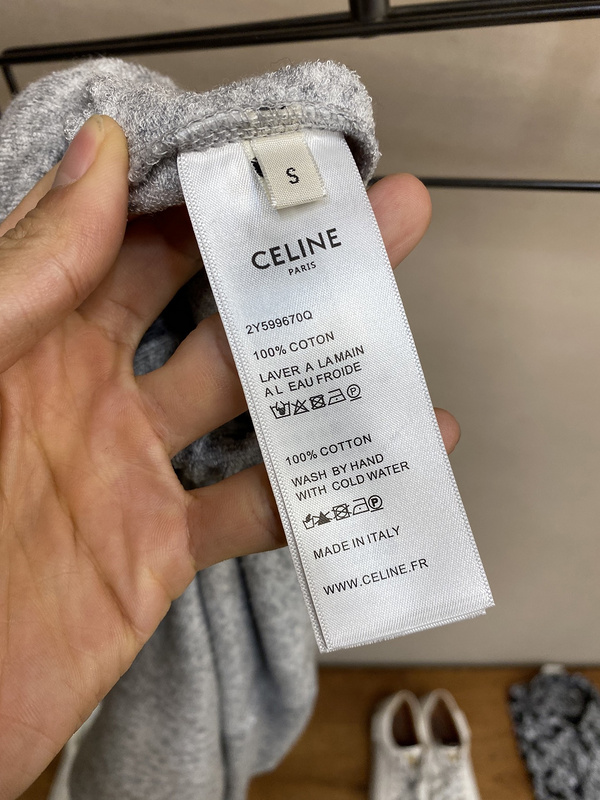 S
CELINE
PARIS
2Y599670Q
100% COTON
LAVER A LA MAIN
A L EAU FROIDE
P
100% COTTON
WASH BY HAND
WITH COLD WATER
P
MADE IN ITALY
WWW.CELINE.FR